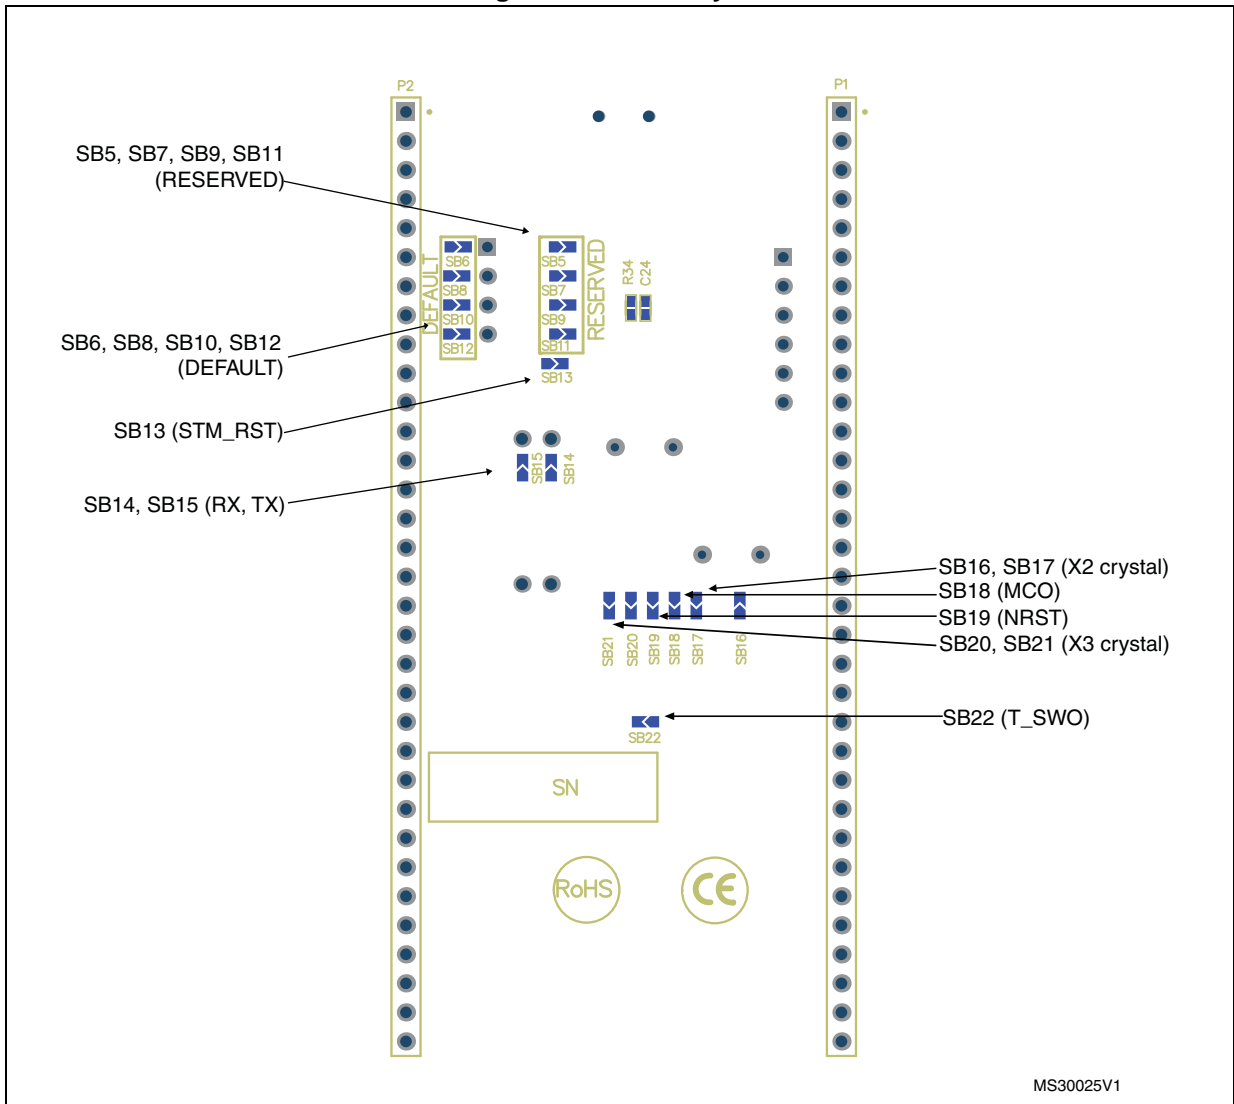 P2
P1
SB5, SB7, SB9, SB11
(RESERVED)
SB6
SB8
SB10
SB12
DEFAULT
SB5
SB7
SB9
SB11
RESERVED
R34
C24
SB6, SB8, SB10, SB12
(DEFAULT)
SB13
SB13 (STM_RST)
SB15
SB14
SB14, SB15 (RX, TX)
SB16, SB17 (X2 crystal)
SB18 (MCO)
SB19 (NRST)
SB20, SB21 (X3 crystal)
SB21
SB20
SB19
SB18
SB17
SB16
SB22 (T_SWO)
SB22
SN
RoHS
CE
MS30025V1